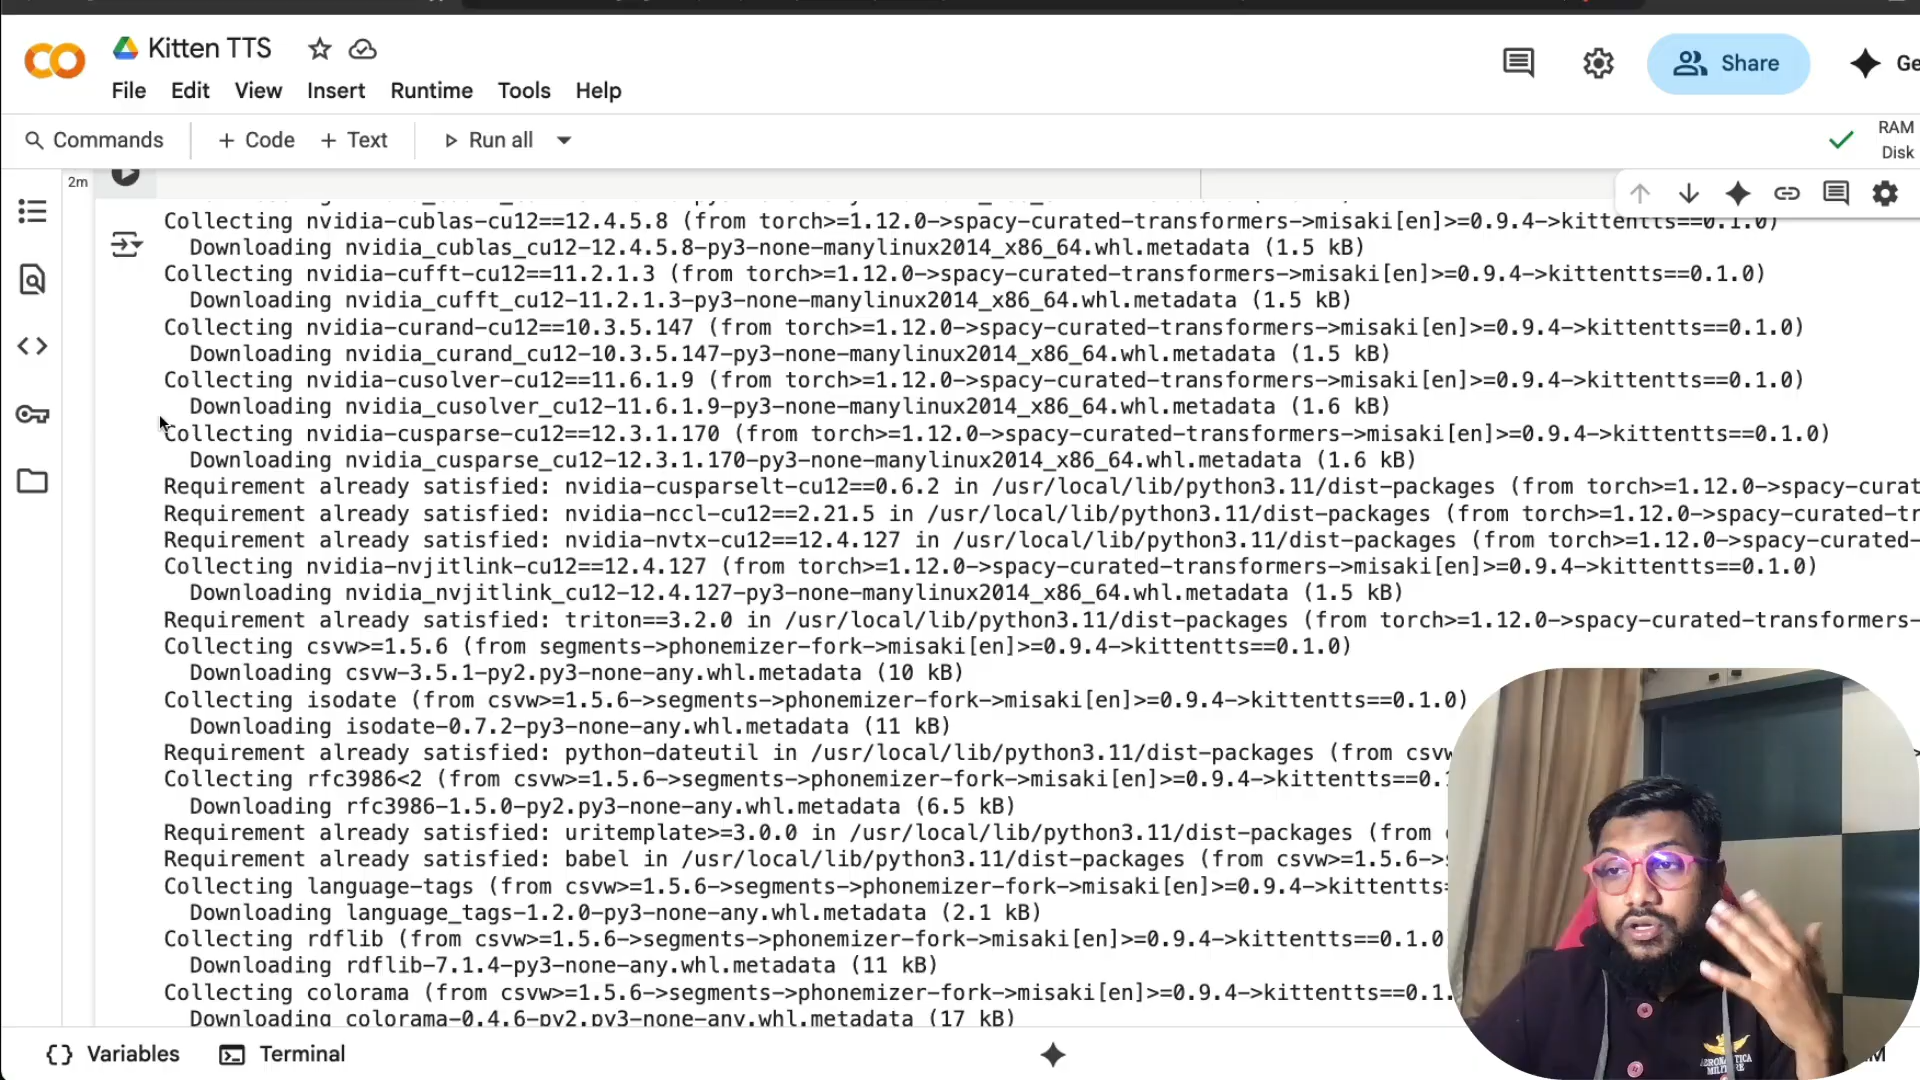 Kitten TTS
File Edit View Insert Runtime Tools Help
Share
Ge
Commands + Code + Text Run all
RAM
Disk
2m
Collecting nvidia-cublas-cu12==12.4.5.8 (from torch>=1.12.0->spacy-curated-transformers->misaki[en]>=0.9.4->kittentts==0.1.0)
Downloading nvidia_cublas_cu12-12.4.5.8-py3-none-manylinux2014_x86_64.whl.metadata (1.5 kB)
Collecting nvidia-cufft-cu12==11.2.1.3 (from torch>=1.12.0->spacy-curated-transformers->misaki[en]>=0.9.4->kittentts==0.1.0)
Downloading nvidia_cufft_cu12-11.2.1.3-py3-none-manylinux2014_x86_64.whl.metadata (1.5 kB)
Collecting nvidia-curand-cu12==10.3.5.147 (from torch>=1.12.0->spacy-curated-transformers->misaki[en]>=0.9.4->kittentts==0.1.0)
Downloading nvidia_curand_cu12-10.3.5.147-py3-none-manylinux2014_x86_64.whl.metadata (1.5 kB)
Collecting nvidia-cusolver-cu12==11.6.1.9 (from torch>=1.12.0->spacy-curated-transformers->misaki[en]>=0.9.4->kittentts==0.1.0)
Downloading nvidia_cusolver_cu12-11.6.1.9-py3-none-manylinux2014_x86_64.whl.metadata (1.6 kB)
Collecting nvidia-cusparse-cu12==12.3.1.170 (from torch>=1.12.0->spacy-curated-transformers->misaki[en]>=0.9.4->kittentts==0.1.0)
Downloading nvidia_cusparse_cu12-12.3.1.170-py3-none-manylinux2014_x86_64.whl.metadata (1.6 kB)
Requirement already satisfied: nvidia-cusparselt-cu12==0.6.2 in /usr/local/lib/python3.11/dist-packages (from torch>=1.12.0->spacy-curat
Requirement already satisfied: nvidia-nccl-cu12==2.21.5 in /usr/local/lib/python3.11/dist-packages (from torch>=1.12.0->spacy-curated-tr
Requirement already satisfied: nvidia-nvtx-cu12==12.4.127 in /usr/local/lib/python3.11/dist-packages (from torch>=1.12.0->spacy-curated-
Collecting nvidia-nvjitlink-cu12==12.4.127 (from torch>=1.12.0->spacy-curated-transformers->misaki[en]>=0.9.4->kittentts==0.1.0)
Downloading nvidia_nvjitlink_cu12-12.4.127-py3-none-manylinux2014_x86_64.whl.metadata (1.5 kB)
Requirement already satisfied: triton==3.2.0 in /usr/local/lib/python3.11/dist-packages (from torch>=1.12.0->spacy-curated-transformers-
Collecting csvw>=1.5.6 (from segments->phonemizer-fork->misaki[en]>=0.9.4->kittentts==0.1.0)
Downloading csvw-3.5.1-py2.py3-none-any.whl.metadata (10 kB)
Collecting isodate (from csvw>=1.5.6->segments->phonemizer-fork->misaki[en]>=0.9.4->kittentts==0.1.0)
Downloading isodate-0.7.2-py3-none-any.whl.metadata (11 kB)
Requirement already satisfied: python-dateutil in /usr/local/lib/python3.11/dist-packages (from csvw
Collecting rfc3986<2 (from csvw>=1.5.6->segments->phonemizer-fork->misaki[en]>=0.9.4->kittentts==0.1
Downloading rfc3986-1.5.0-py2.py3-none-any.whl.metadata (6.5 kB)
Requirement already satisfied: uritemplate>=3.0.0 in /usr/local/lib/python3.11/dist-packages (from
Requirement already satisfied: babel in /usr/local/lib/python3.11/dist-packages (from csvw>=1.5.6->
Collecting language-tags (from csvw>=1.5.6->segments->phonemizer-fork->misaki[en]>=0.9.4->kittentts=
Downloading language_tags-1.2.0-py3-none-any.whl.metadata (2.1 kB)
Collecting rdflib (from csvw>=1.5.6->segments->phonemizer-fork->misaki[en]>=0.9.4->kittentts==0.1.0
Downloading rdflib-7.1.4-py3-none-any.whl.metadata (11 kB)
Collecting colorama (from csvw>=1.5.6->segments->phonemizer-fork->misaki[en]>=0.9.4->kittentts==0.1.
Downloading colorama-0.4.6-py2.py3-none-any.whl.metadata (17 kB)
Variables Terminal